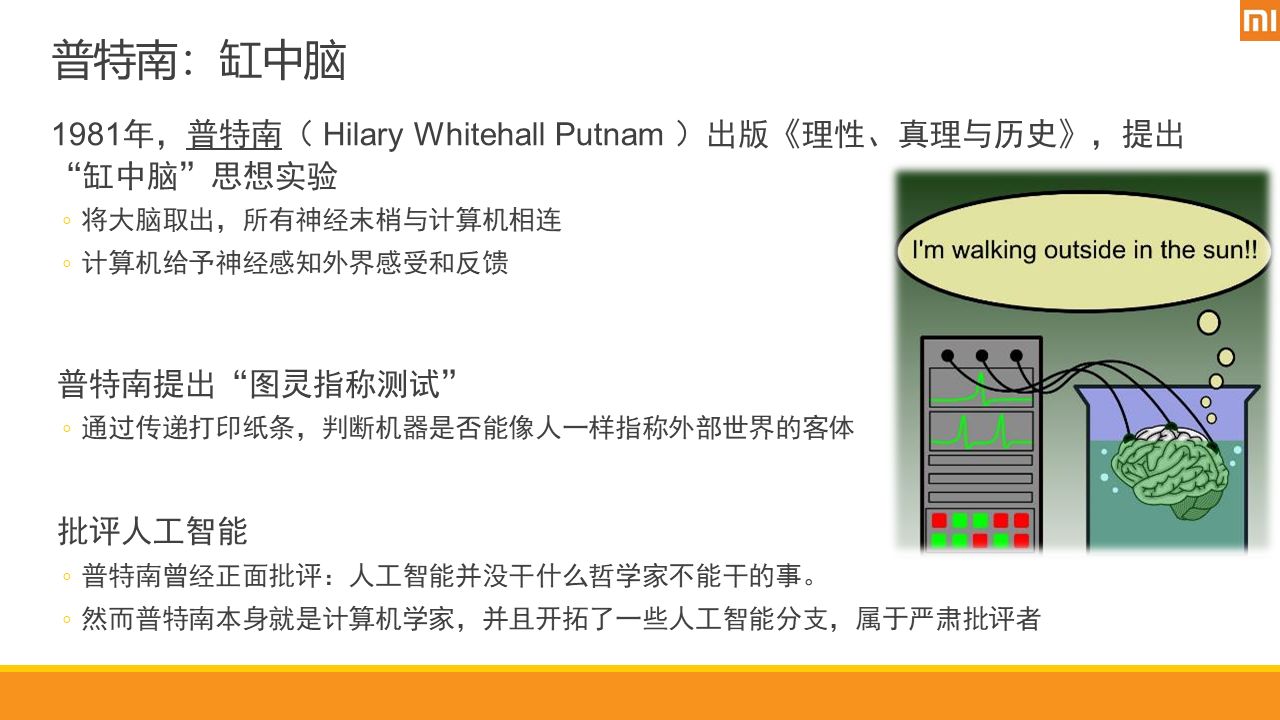 普特南：缸中脑
mi
1981年，普特南（ Hilary Whitehall Putnam ）出版《理性、真理与历史》，提出
“缸中脑”思想实验
◦ 将大脑取出，所有神经末梢与计算机相连
◦ 计算机给予神经感知外界感受和反馈
I'm walking outside in the sun!!
普特南提出“图灵指称测试”
◦ 通过传递打印纸条，判断机器是否能像人一样指称外部世界的客体
批评人工智能
◦ 普特南曾经正面批评：人工智能并没干什么哲学家不能干的事。
◦ 然而普特南本身就是计算机学家，并且开拓了一些人工智能分支，属于严肃批评者